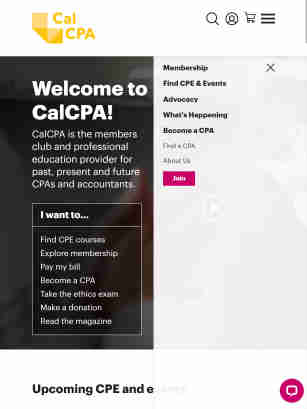 Cal
CPA
Membership
Find CPE & Events
Advocacy
What's Happening
Become a CPA
Find a CPA
About Us
Join
Welcome to
CalCPA!
CalCPA is the members
club and professional
education provider for
past, present and future
CPAs and accountants.
I want to...
Find CPE courses
Explore membership
Pay my bill
Become a CPA
Take the ethics exam
Make a donation
Read the magazine
Upcoming CPE and events